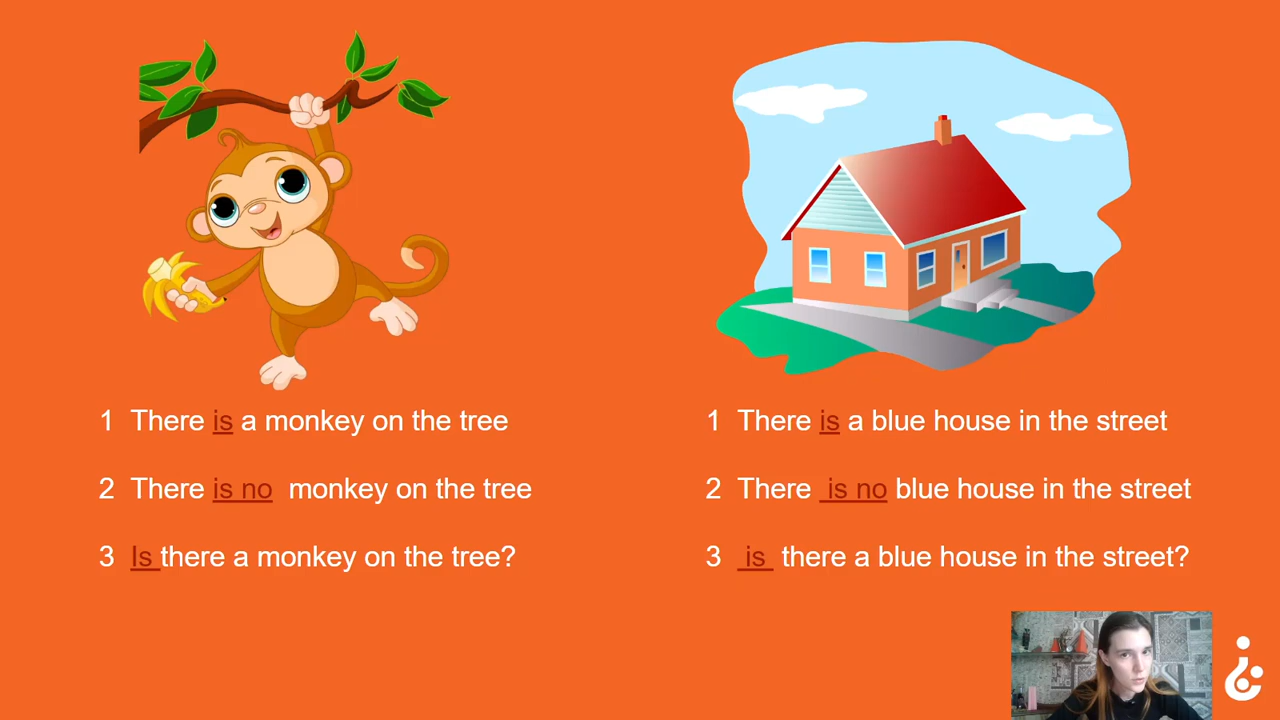 1 There is a monkey on the tree
2 There is no monkey on the tree
3 Is there a monkey on the tree?
1 There is a blue house in the street
2 There is no blue house in the street
3 is there a blue house in the street?